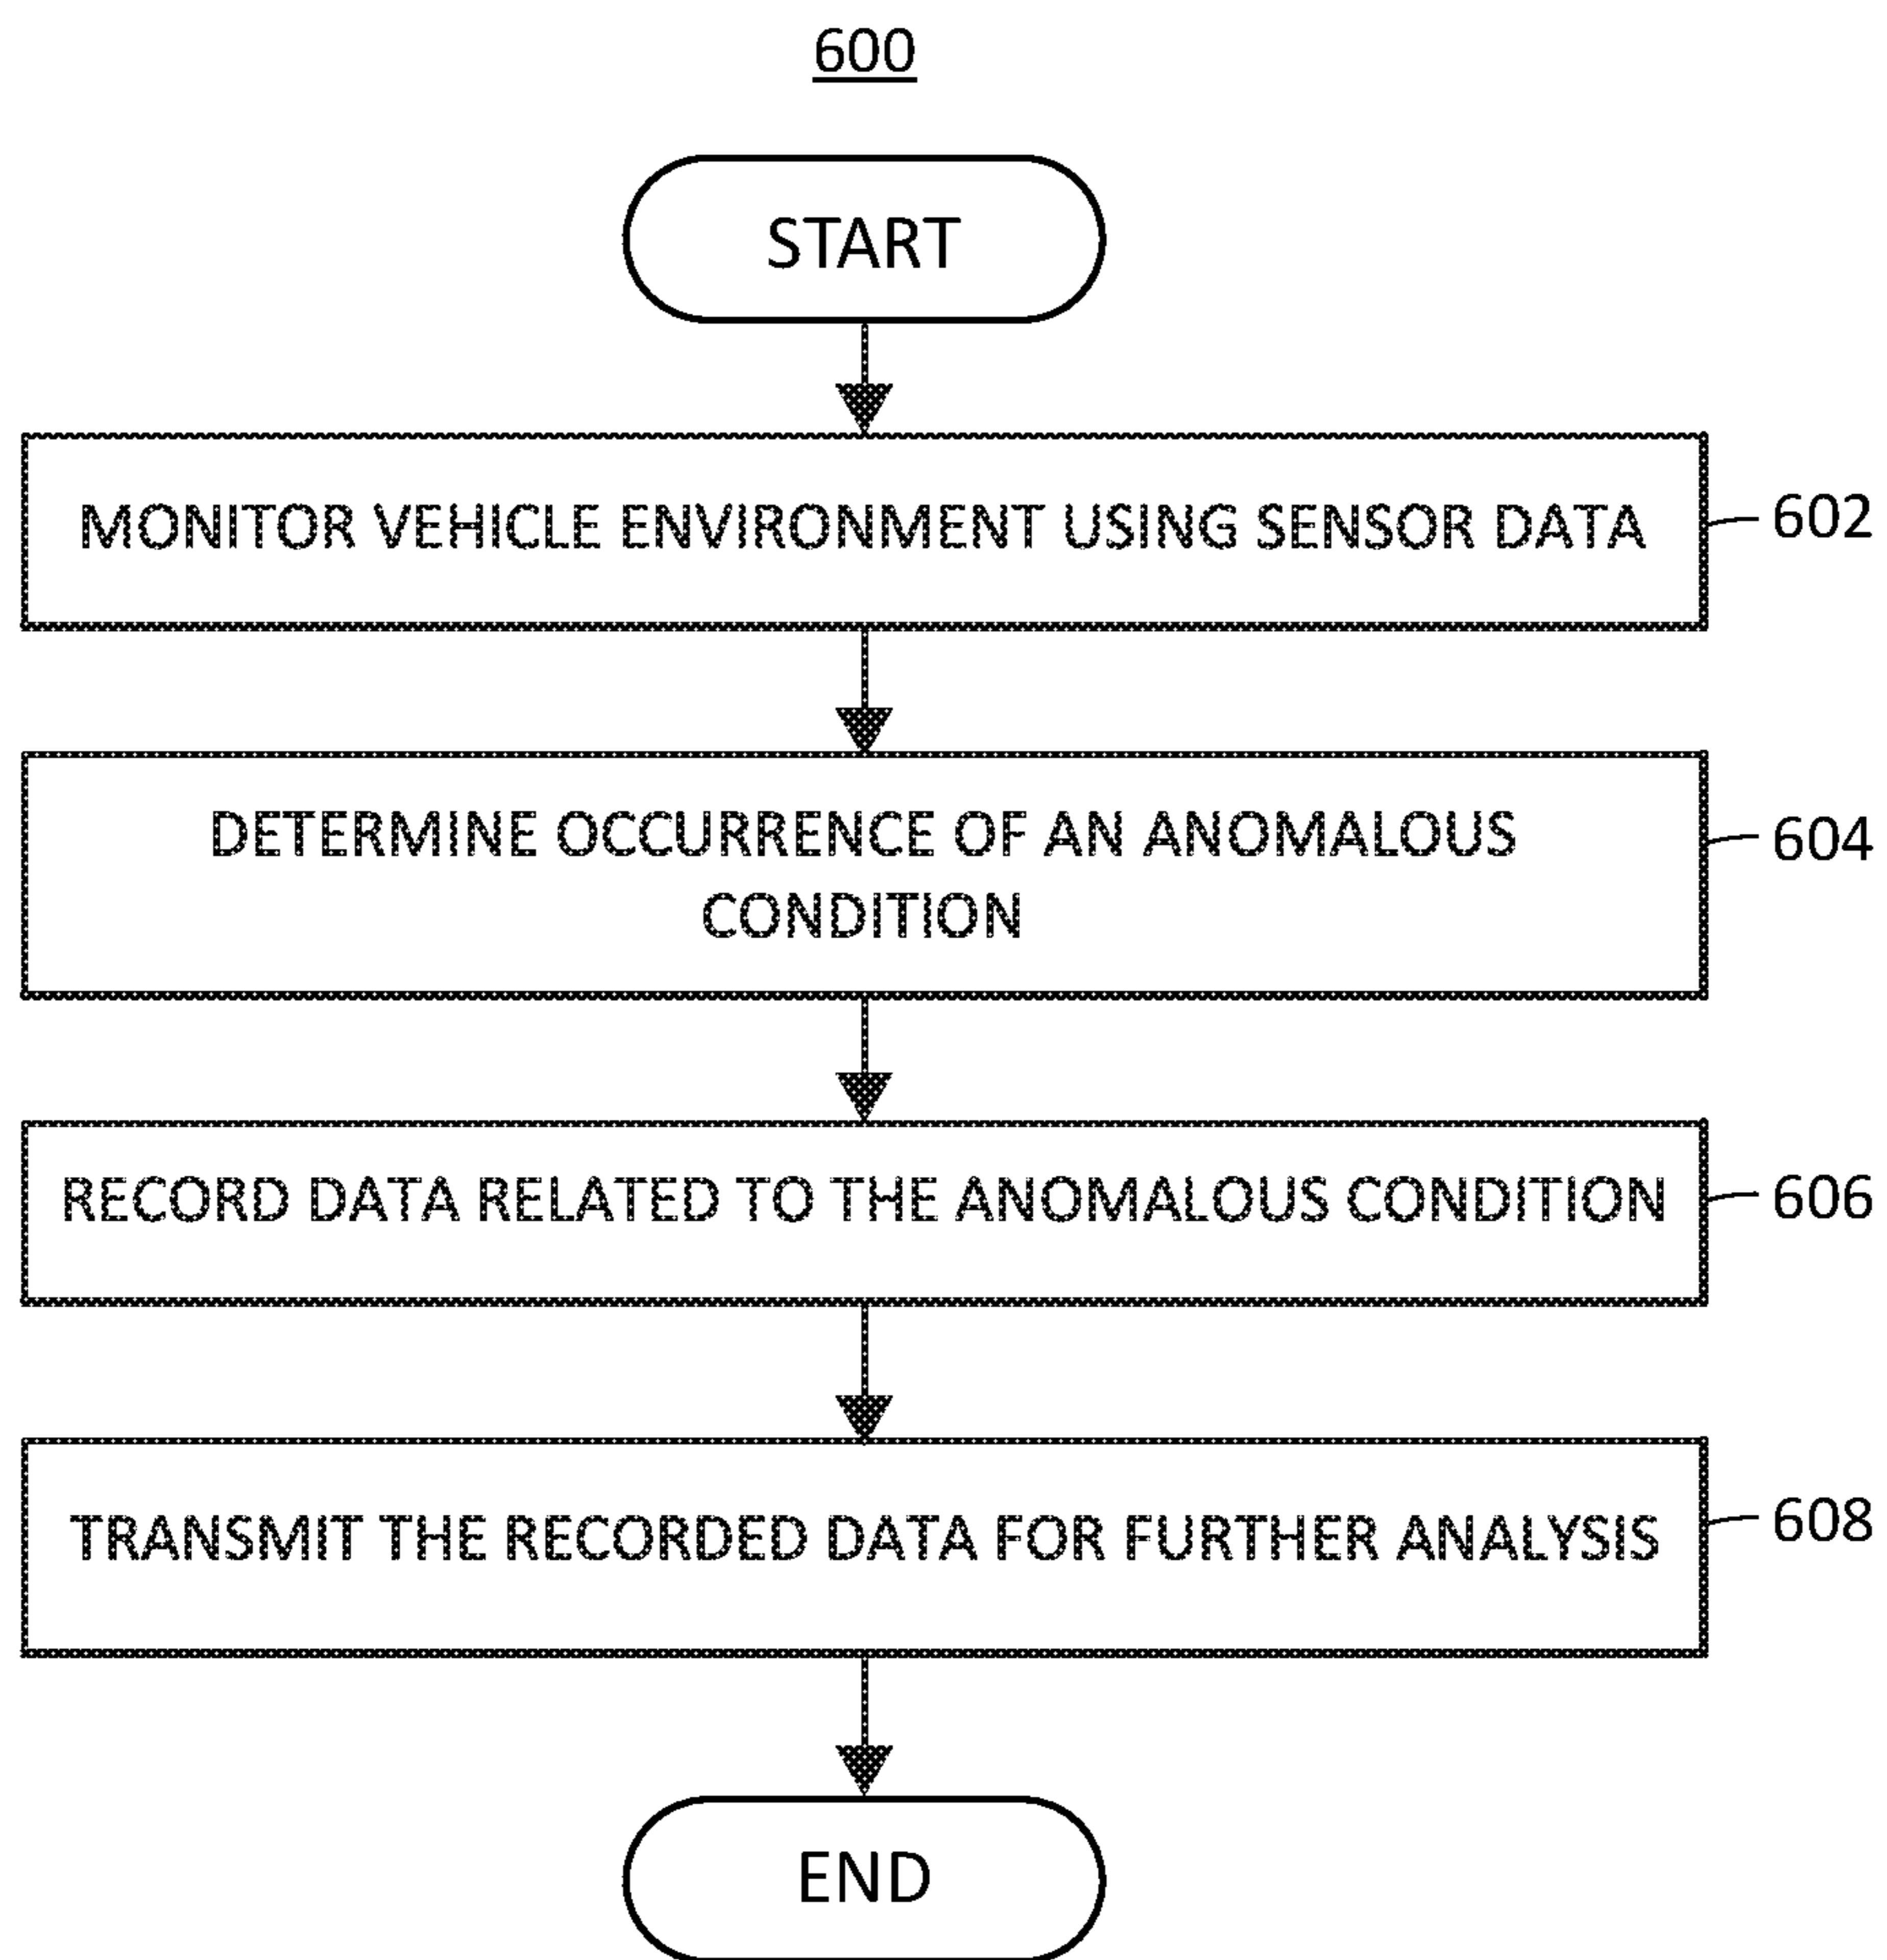 600
START
MONITOR VEHICLE ENVIRONMENT USING SENSOR DATA
602
DETERMINE OCCURRENCE OF AN ANOMALOUS
CONDITION
604
RECORD DATA RELATED TO THE ANOMALOUS CONDITION
606
TRANSMIT THE RECORDED DATA FOR FURTHER ANALYSIS
608
END